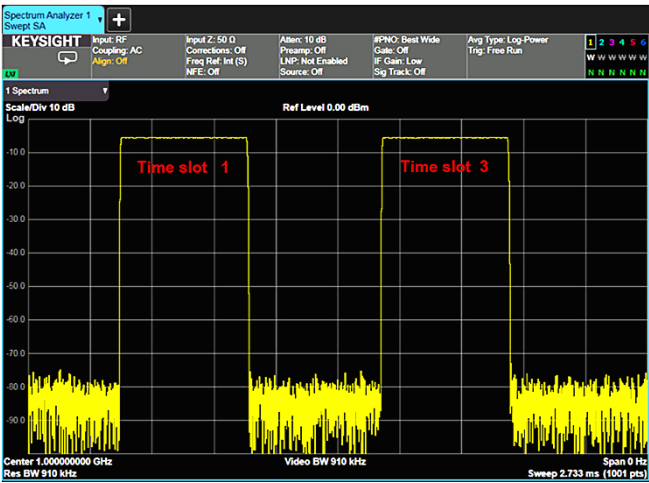 Spectrum Analyzer 1
Swept SA
+
KEYSIGHT
Input: RF
Coupling: AC
Align: Off
Input Z: 50 Ω
Corrections: Off
Freq Ref: Int (S)
NFE: Off
Atten: 10 dB
Preamp: Off
LNP: Not Enabled
Source: Off
#PNO: Best Wide
Gate: Off
IF Gain: Low
Sig Track: Off
Avg Type: Log-Power
Trig: Free Run
1 2 3 4 5 6
W W W W W W
N N N N N N
LXI
1 Spectrum
Scale/Div 10 dB
Ref Level 0.00 dBm
Log
-10.0
Time slot 1
Time slot 3
-20.0
-30.0
-40.0
-50.0
-60.0
-70.0
-80.0
-90.0
Center 1.000000000 GHz
Video BW 910 kHz
Span 0 Hz
Res BW 910 kHz
Sweep 2.733 ms (1001 pts)